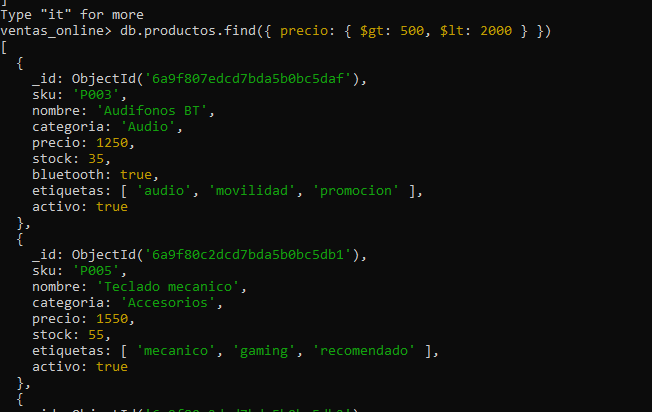 ]
Type "it" for more
ventas_online> db.productos.find({ precio: { $gt: 500, $lt: 2000 } })
[
  {
    _id: ObjectId('6a9f807edcd7bda5b0bc5daf'),
    sku: 'P003',
    nombre: 'Audifonos BT',
    categoria: 'Audio',
    precio: 1250,
    stock: 35,
    bluetooth: true,
    etiquetas: [ 'audio', 'movilidad', 'promocion' ],
    activo: true
  },
  {
    _id: ObjectId('6a9f80c2dcd7bda5b0bc5db1'),
    sku: 'P005',
    nombre: 'Teclado mecanico',
    categoria: 'Accesorios',
    precio: 1550,
    stock: 55,
    etiquetas: [ 'mecanico', 'gaming', 'recomendado' ],
    activo: true
  },
  {